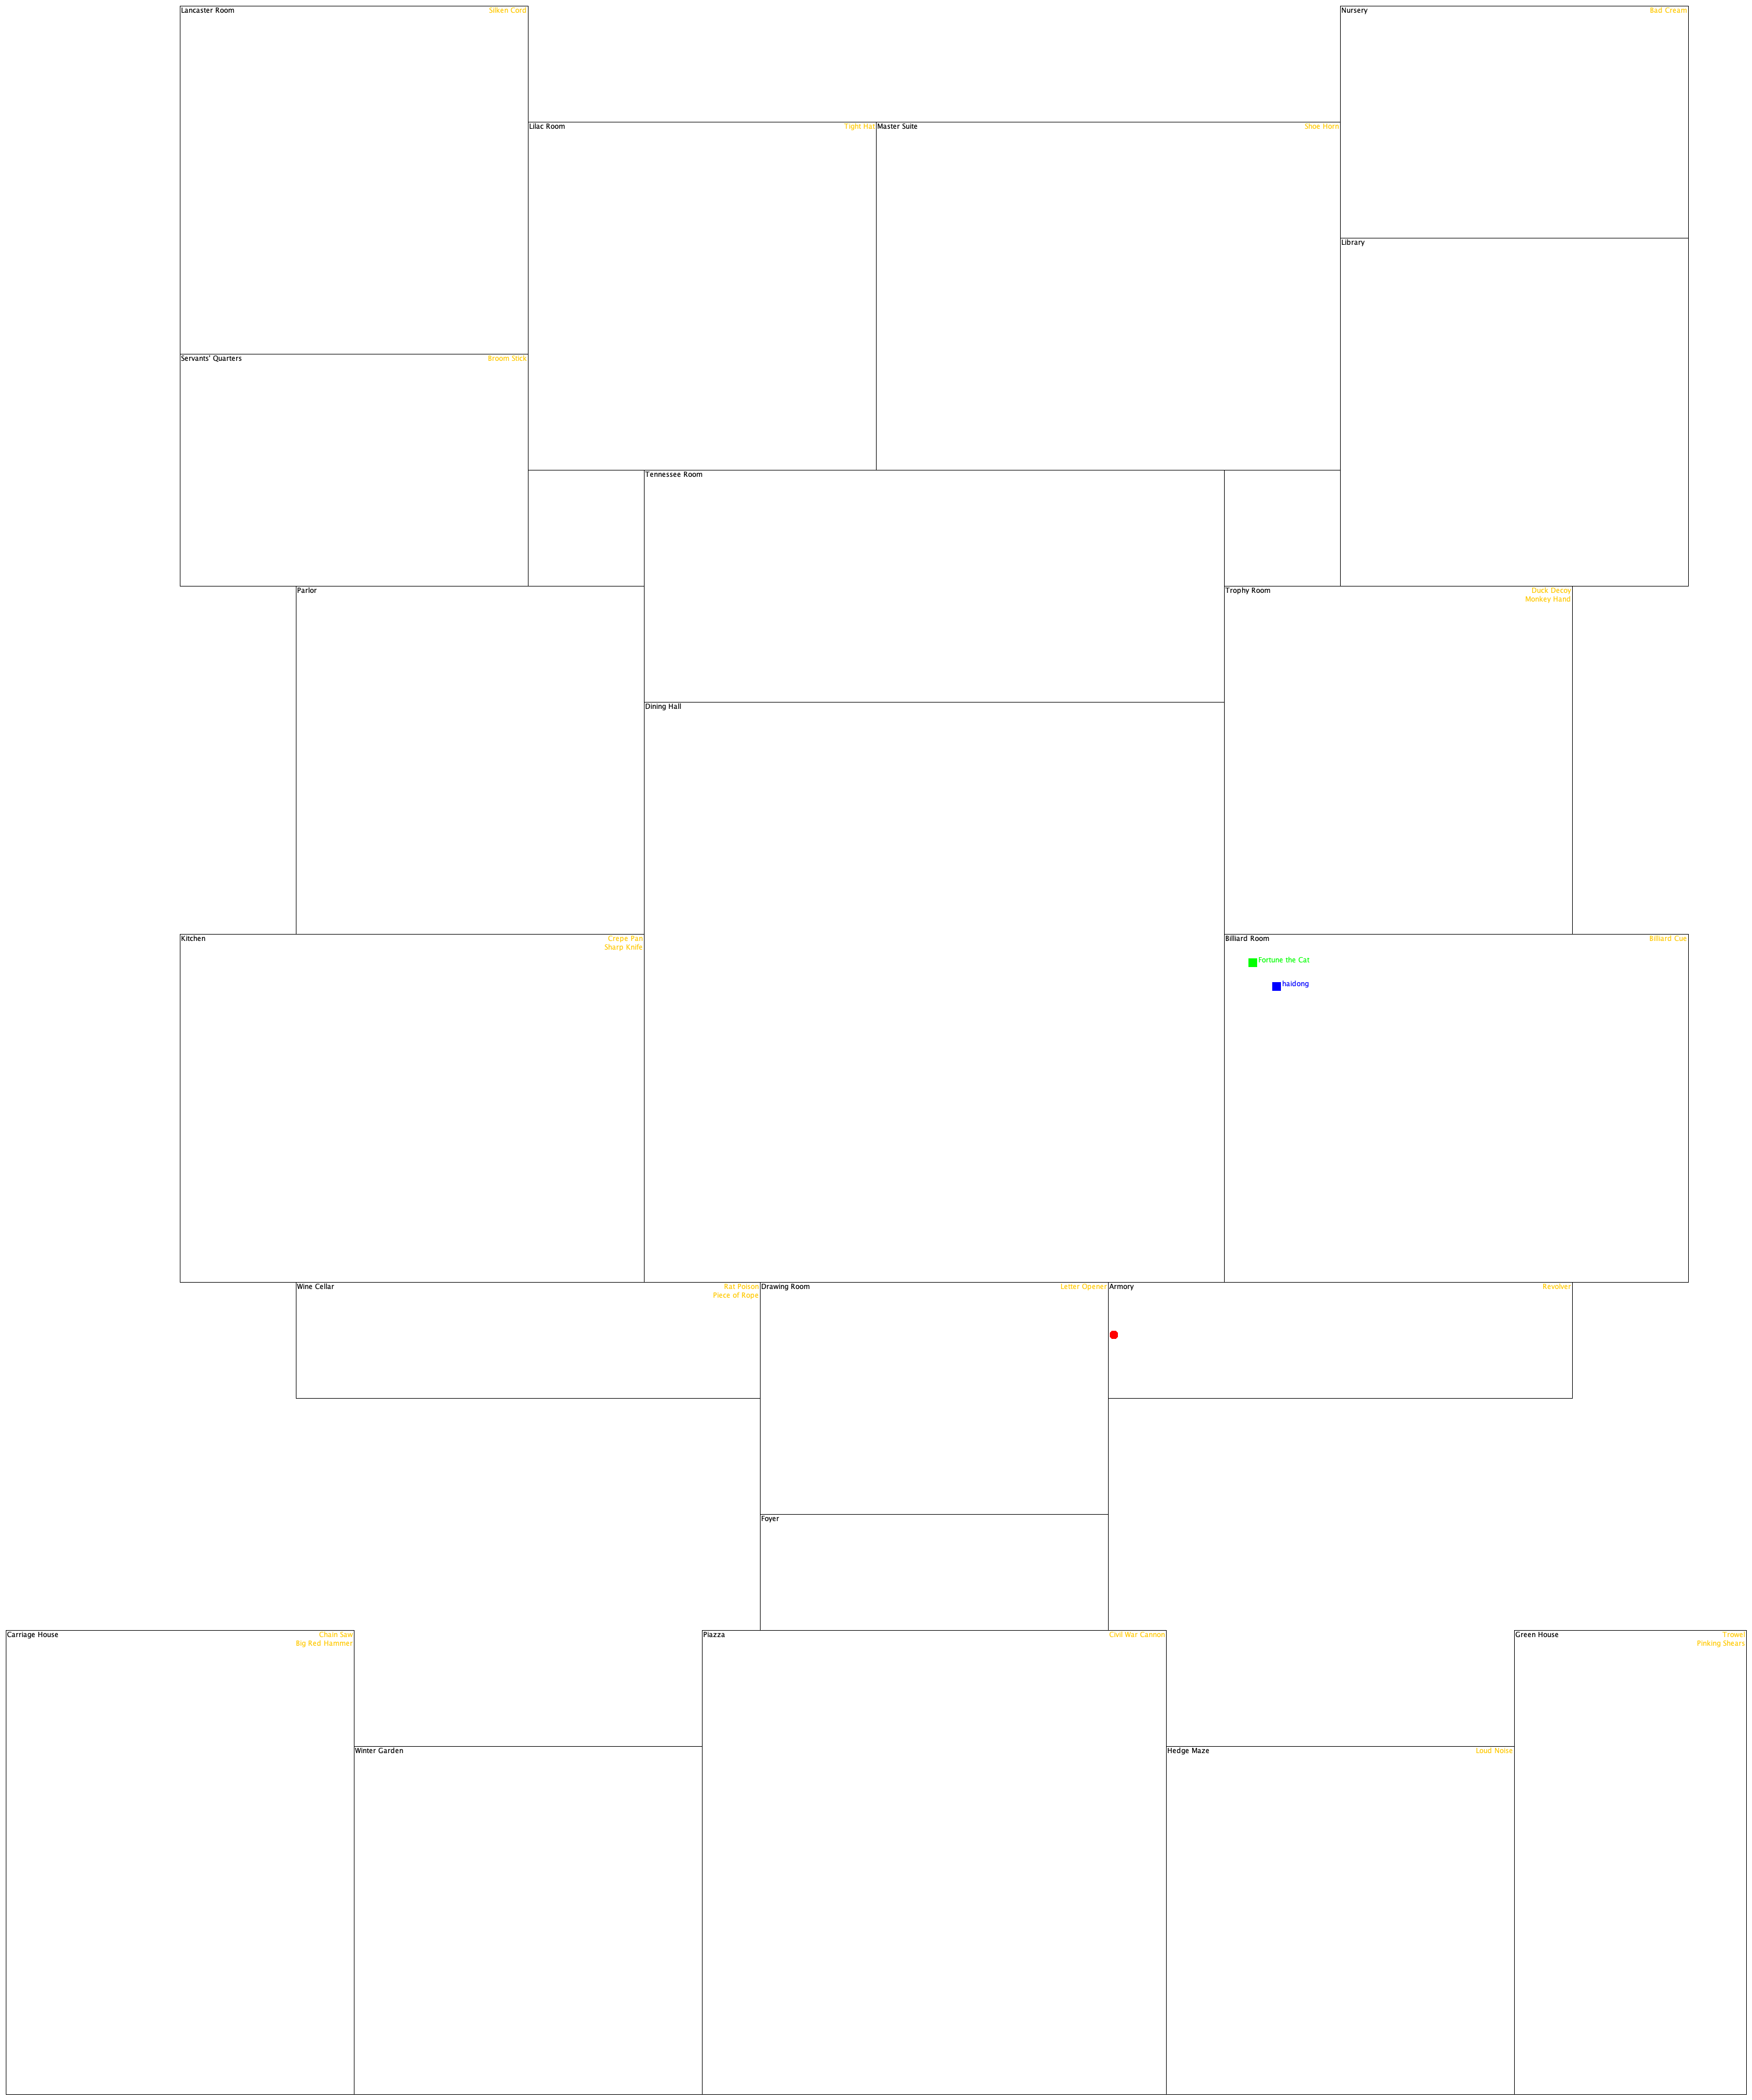 Lancaster Room
Silken Cord
Nursery
Bad Cream
Lilac Room
Tight Hat
Master Suite
Shoe Horn
Library
Servants' Quarters
Broom Stick
Tennessee Room
Parlor
Trophy Room
Duck Decoy
Monkey Hand
Dining Hall
Kitchen
Crepe Pan
Sharp Knife
Billiard Room
Billiard Cue
Fortune the Cat
haidong
Wine Cellar
Rat Poison
Piece of Rope
Drawing Room
Letter Opener
Armory
Revolver
Foyer
Carriage House
Chain Saw
Big Red Hammer
Piazza
Civil War Cannon
Green House
Trowel
Pinking Shears
Winter Garden
Hedge Maze
Loud Noise